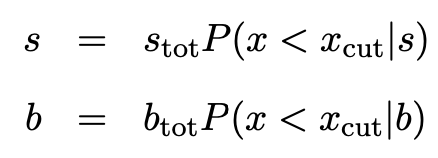 s = s_tot P(x < x_cut|s)
b = b_tot P(x < x_cut|b)